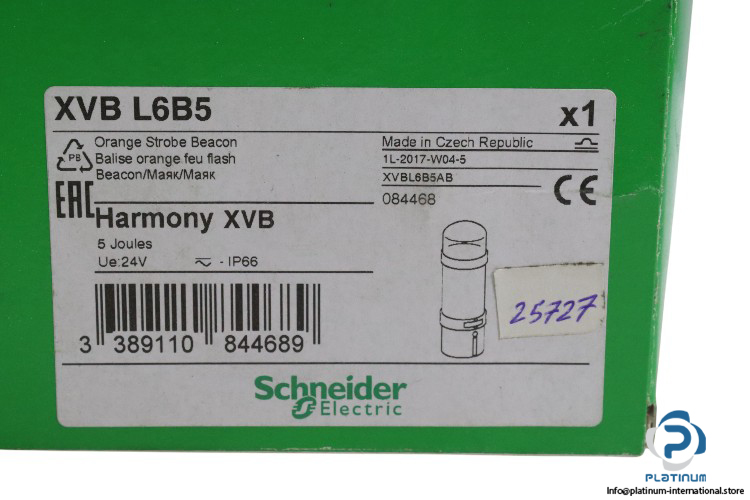 XVB L6B5
x1
Orange Strobe Beacon
Balise orange feu flash
Beacon/Маяк/Маяк
PB
Made in Czech Republic
1L-2017-W04-5
XVBL6B5AB
084468
CE
EAC
Harmony XVB
5 Joules
Ue:24V - IP66
25727
3 389110 844689
Schneider
Electric
PLATINUM
Info@platinum-international.store